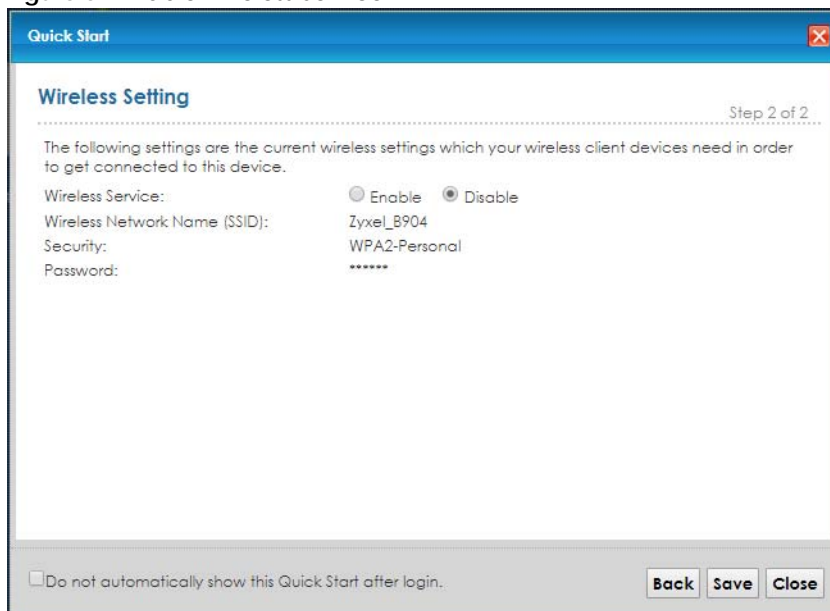 Quick Start
Wireless Setting
Step 2 of 2
The following settings are the current wireless settings which your wireless client devices need in order
to get connected to this device.
Wireless Service: Enable Disable
Wireless Network Name (SSID): Zyxel_B904
Security: WPA2-Personal
Password: ******
Do not automatically show this Quick Start after login.
Back Save Close